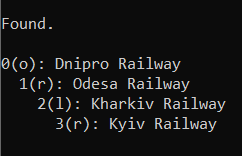 Found.
0(o): Dnipro Railway
1(r): Odesa Railway
2(l): Kharkiv Railway
3(r): Kyiv Railway